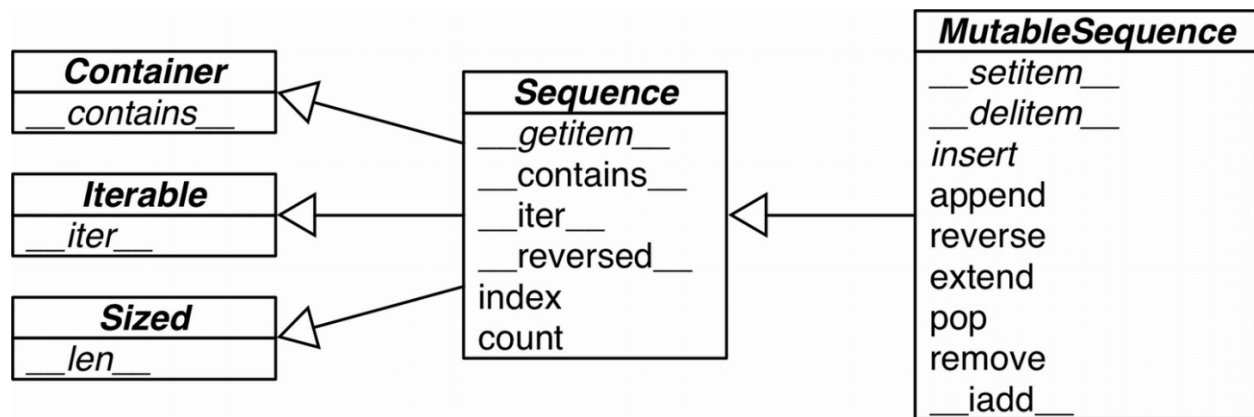 Container
__contains__
Iterable
__iter__
Sized
__len__
Sequence
__getitem__
__contains__
__iter__
__reversed__
index
count
MutableSequence
__setitem__
__delitem__
insert
append
reverse
extend
pop
remove
__iadd__